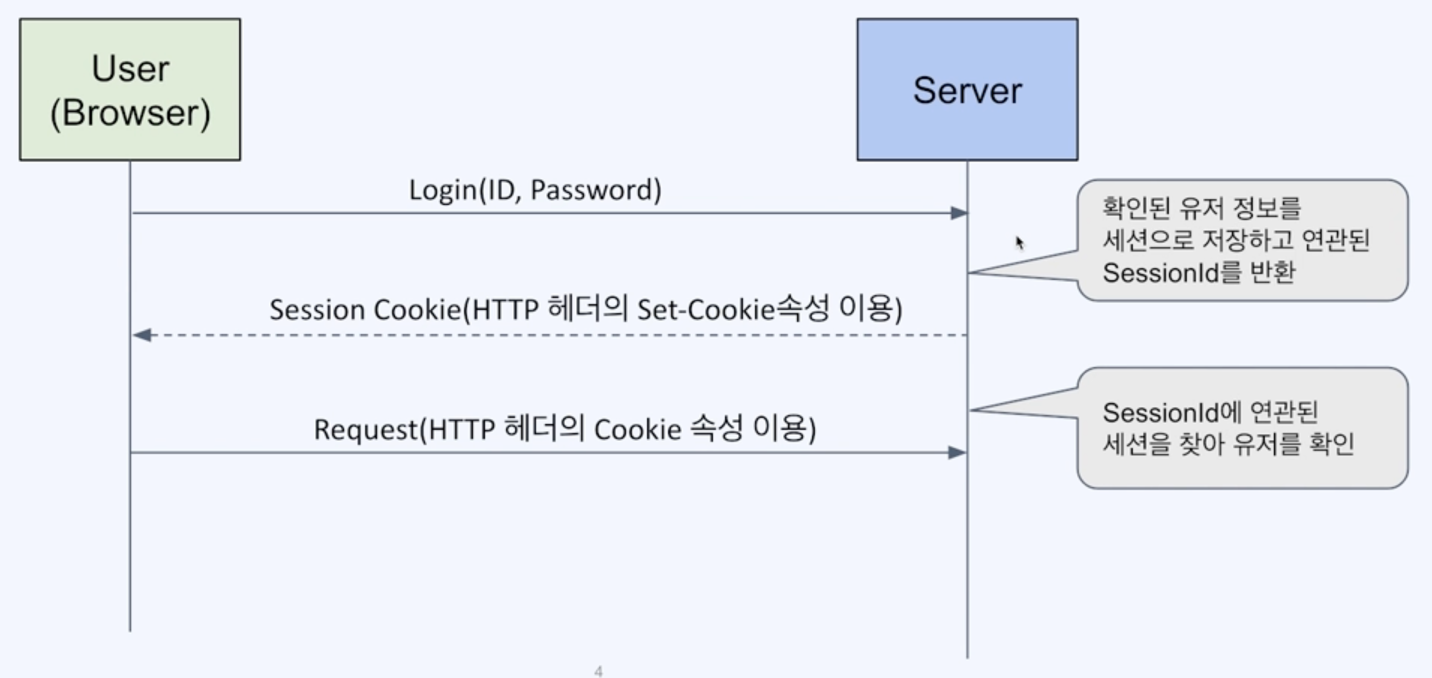 User
(Browser)
Server
Login(ID, Password)
확인된 유저 정보를
세션으로 저장하고 연관된
SessionId를 반환
Session Cookie(HTTP 헤더의 Set-Cookie속성 이용)
SessionId에 연관된
세션을 찾아 유저를 확인
Request(HTTP 헤더의 Cookie 속성 이용)
4